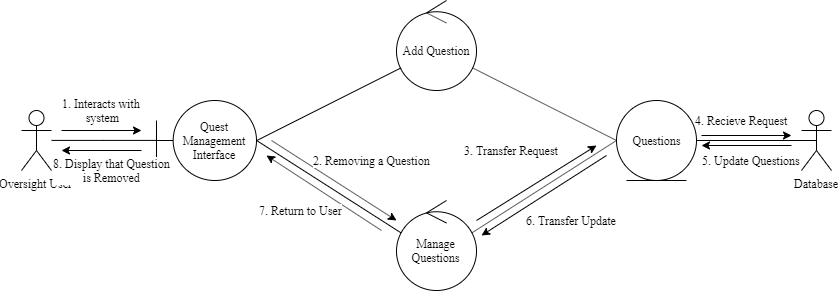 Add Question
1. Interacts with
system
Quest
Management
Interface
Questions
4. Recieve Request
5. Update Questions
2. Removing a Question
3. Transfer Request
8. Display that Question
is Removed
Oversight User
Database
7. Return to User
6. Transfer Update
Manage
Questions